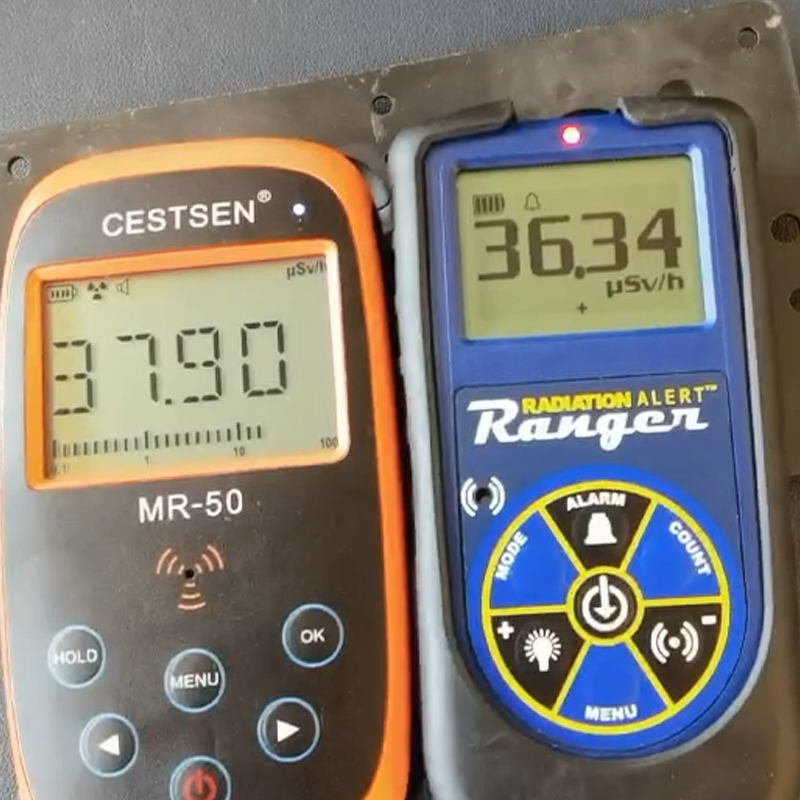 CESTSEN®
µSv/h
37.90
0.1 1 10 100
MR-50
HOLD
MENU
OK
36.34
µSv/h
+
RADIATION ALERT™
Ranger
ALARM
MODE
COUNT
+
-
MENU